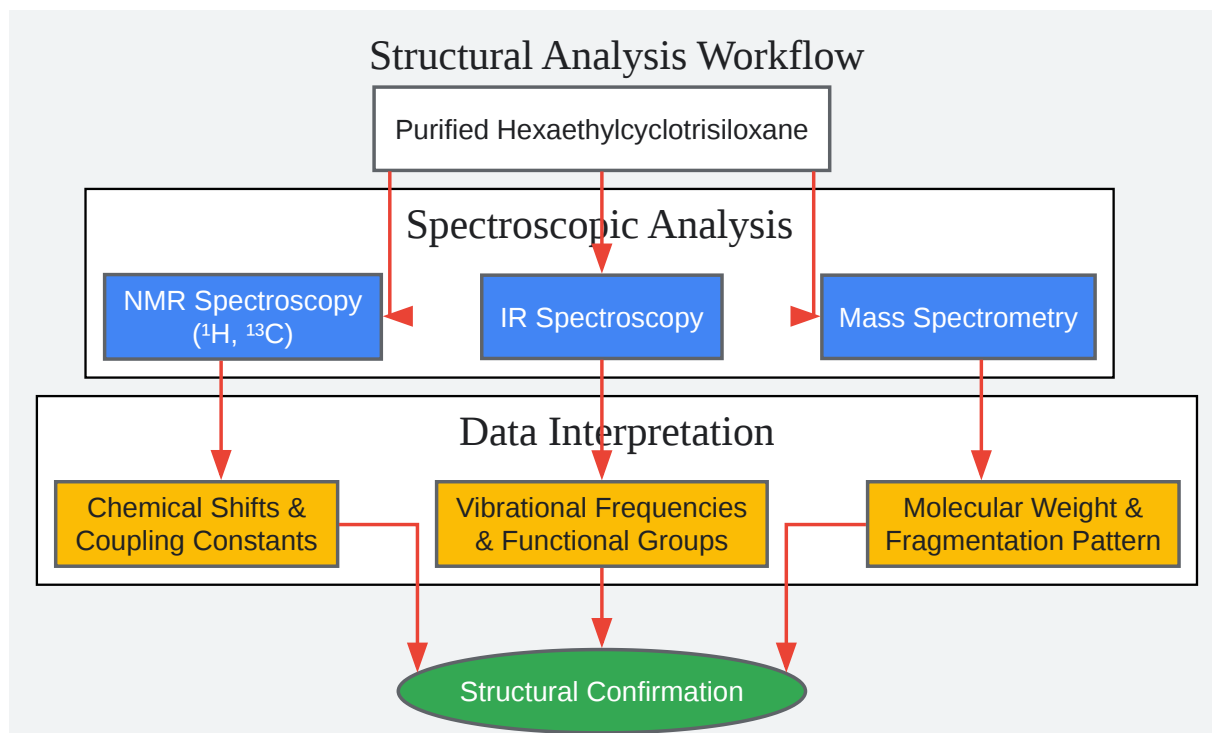 Structural Analysis Workflow
Purified Hexaethylcyclotrisiloxane
Spectroscopic Analysis
NMR Spectroscopy
(¹H, ¹³C)
IR Spectroscopy
Mass Spectrometry
Data Interpretation
Chemical Shifts &
Coupling Constants
Vibrational Frequencies
& Functional Groups
Molecular Weight &
Fragmentation Pattern
Structural Confirmation